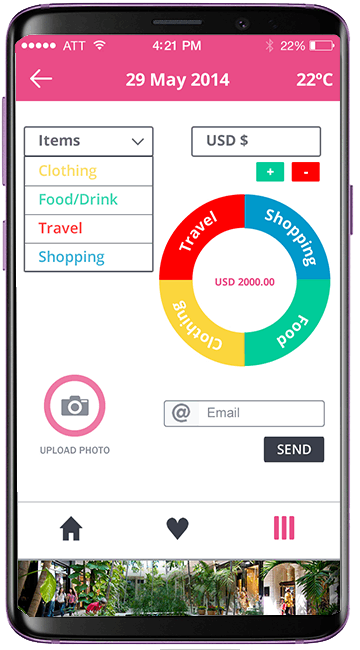 ATT 4:21 PM 22%
29 May 2014 22°C
Items
USD $
Clothing
+ -
Food/Drink
Travel
Shopping
Travel
Shopping
USD 2000.00
Clothing
Food
@ Email
UPLOAD PHOTO
SEND